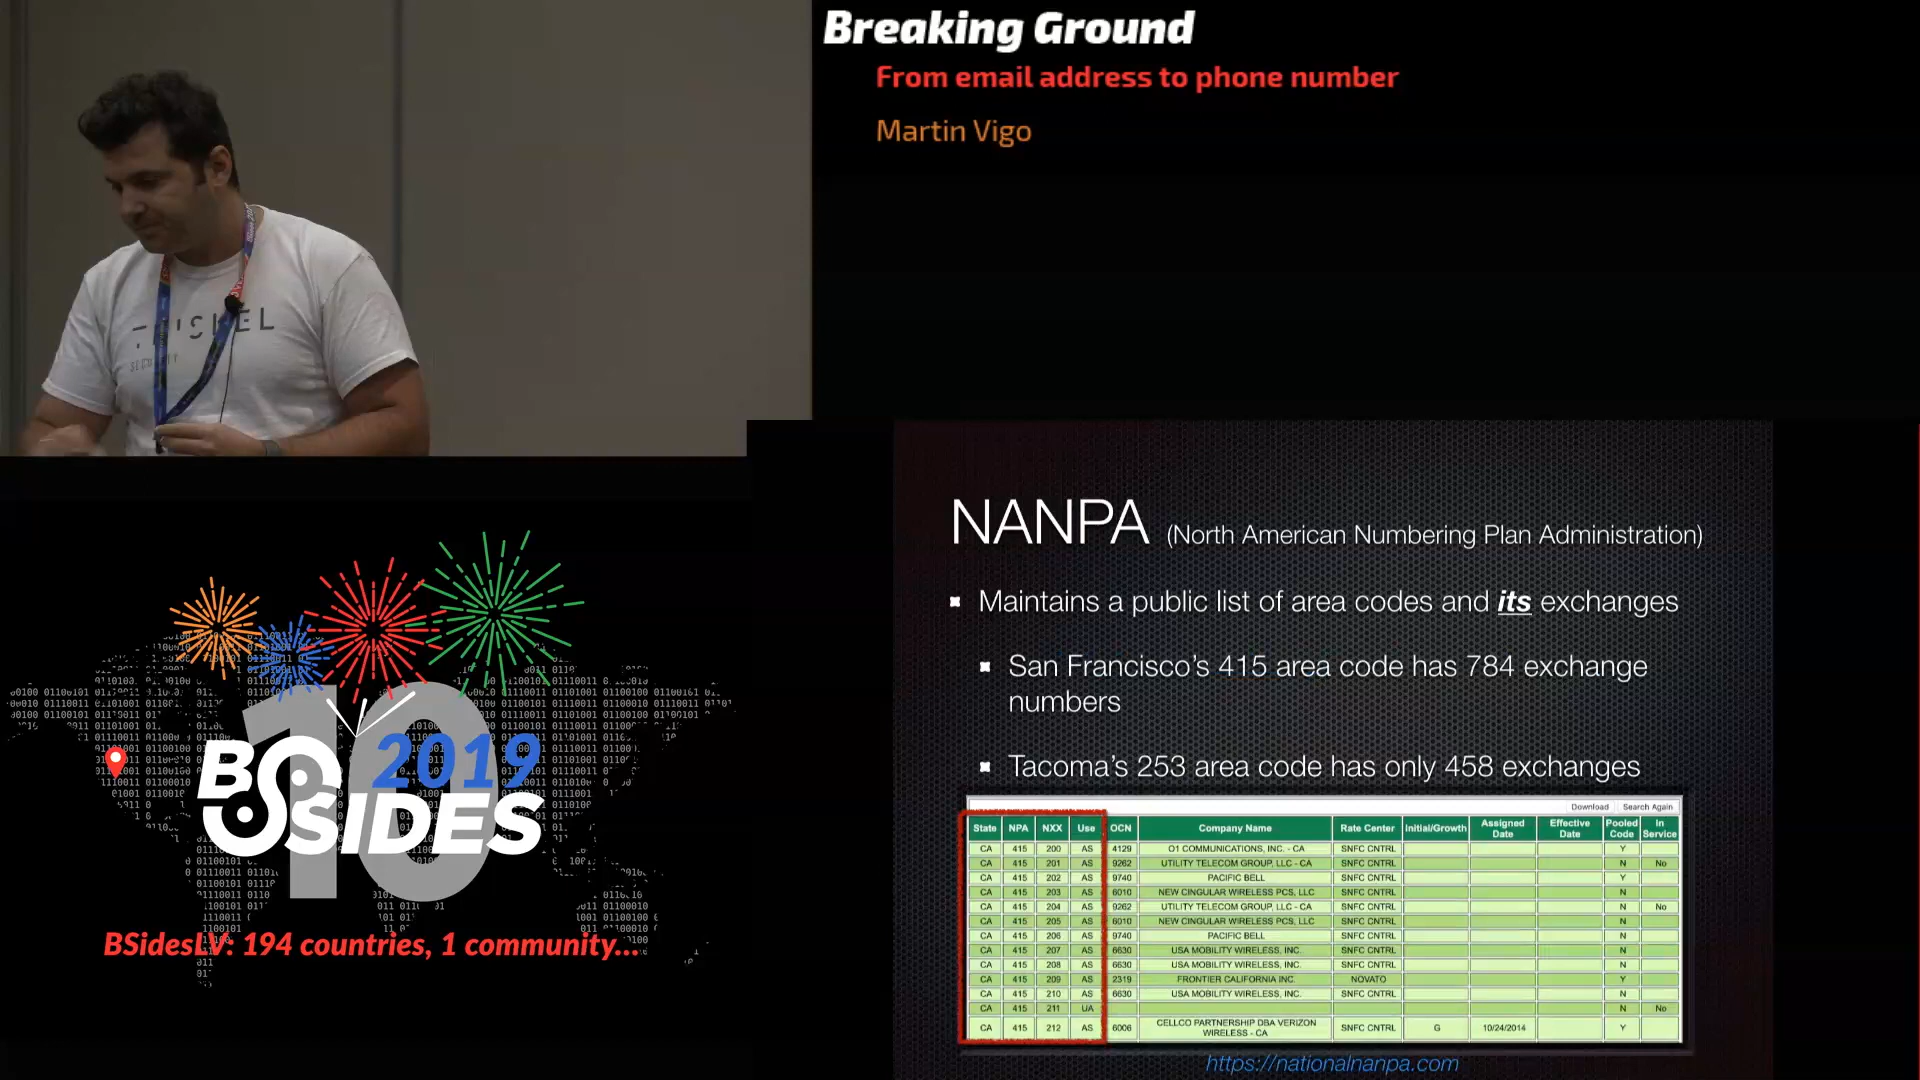 Breaking Ground
From email address to phone number
Martin Vigo
SECURITY
NANPA (North American Numbering Plan Administration)
Maintains a public list of area codes and its exchanges
San Francisco's 415 area code has 784 exchange
numbers
Tacoma's 253 area code has only 458 exchanges
Download Search Again
State NPA NXX Use OCN Company Name Rate Center Initial/Growth Assigned Date Effective Date Pooled Code In Service
CA 415 200 AS 4129 O1 COMMUNICATIONS, INC. - CA SNFC CNTRL Y
CA 415 201 AS 9262 UTILITY TELECOM GROUP, LLC - CA SNFC CNTRL N No
CA 415 202 AS 9740 PACIFIC BELL SNFC CNTRL Y
CA 415 203 AS 6010 NEW CINGULAR WIRELESS PCS, LLC SNFC CNTRL N
CA 415 204 AS 9262 UTILITY TELECOM GROUP, LLC - CA SNFC CNTRL N No
CA 415 205 AS 6010 NEW CINGULAR WIRELESS PCS, LLC SNFC CNTRL N
CA 415 206 AS 9740 PACIFIC BELL SNFC CNTRL N
CA 415 207 AS 6630 USA MOBILITY WIRELESS, INC. SNFC CNTRL N
CA 415 208 AS 6630 USA MOBILITY WIRELESS, INC. SNFC CNTRL N
CA 415 209 AS 2319 FRONTIER CALIFORNIA INC. NOVATO Y
CA 415 210 AS 6630 USA MOBILITY WIRELESS, INC. SNFC CNTRL N
CA 415 211 UA N No
CA 415 212 AS 6006 CELLCO PARTNERSHIP DBA VERIZON WIRELESS - CA SNFC CNTRL G 10/24/2014 Y
https://nationalnanpa.com
10
2019
BSIDES
BSidesLV: 194 countries, 1 community...